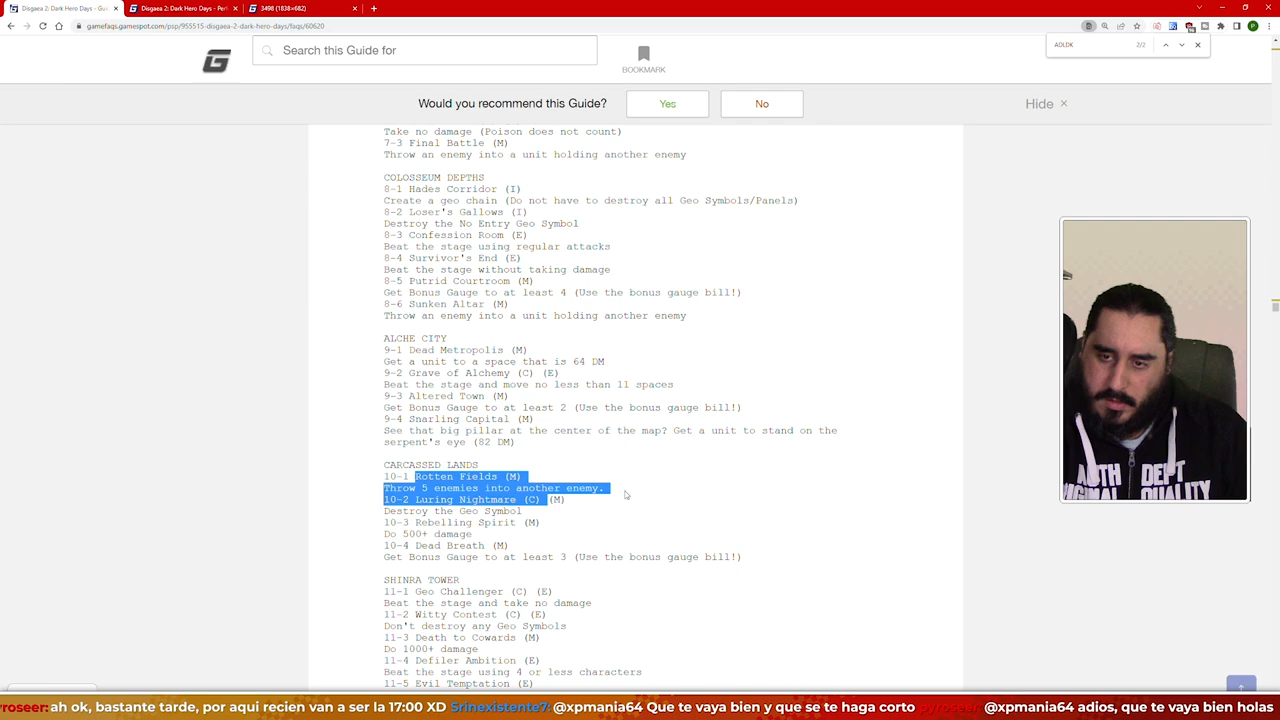 Disgaea 2: Dark Hero Days - Gui
Disgaea 2: Dark Hero Days - Per
3498 (1838×682)
gamefaqs.gamespot.com/psp/955515-disgaea-2-dark-hero-days/faqs/60620
ADLDK 2/2
Search this Guide for
BOOKMARK
Would you recommend this Guide? Yes No Hide ×
Take no damage (Poison does not count)
7-3 Final Battle (M)
Throw an enemy into a unit holding another enemy
COLOSEUM DEPTHS
8-1 Hades Corridor (I)
Create a geo chain (Do not have to destroy all Geo Symbols/Panels)
8-2 Loser's Gallows (I)
Destroy the No Entry Geo Symbol
8-3 Confession Room (E)
Beat the stage using regular attacks
8-4 Survivor's End (E)
Beat the stage without taking damage
8-5 Putrid Courtroom (M)
Get Bonus Gauge to at least 4 (Use the bonus gauge bill!)
8-6 Sunken Altar (M)
Throw an enemy into a unit holding another enemy
ALCHE CITY
9-1 Dead Metropolis (M)
Get a unit to a space that is 64 DM
9-2 Grave of Alchemy (C) (E)
Beat the stage and move no less than 11 spaces
9-3 Altered Town (M)
Get Bonus Gauge to at least 2 (Use the bonus gauge bill!)
9-4 Snarling Capital (M)
See that big pillar at the center of the map? Get a unit to stand on the
serpent's eye (82 DM)
CARCASSED LANDS
10-1 Rotten Fields (M)
Throw 5 enemies into another enemy.
10-2 Luring Nightmare (C) (M)
Destroy the Geo Symbol
10-3 Rebelling Spirit (M)
Do 500+ damage
10-4 Dead Breath (M)
Get Bonus Gauge to at least 3 (Use the bonus gauge bill!)
SHINRA TOWER
11-1 Geo Challenger (C) (E)
Beat the stage and take no damage
11-2 Witty Contest (C) (E)
Don't destroy any Geo Symbols
11-3 Death to Cowards (M)
Do 1000+ damage
11-4 Defiler Ambition (E)
Beat the stage using 4 or less characters
11-5 Evil Temptation (E)
AUTH DEPT
ORIGINAL QUALITY
pyroseer: ah ok, bastante tarde, por aqui recien van a ser la 17:00 XD Srinexistente7: @xpmania64 Que te vaya bien y que se te haga corto pyroseer: @xpmania64 adios, que te vaya bien holas